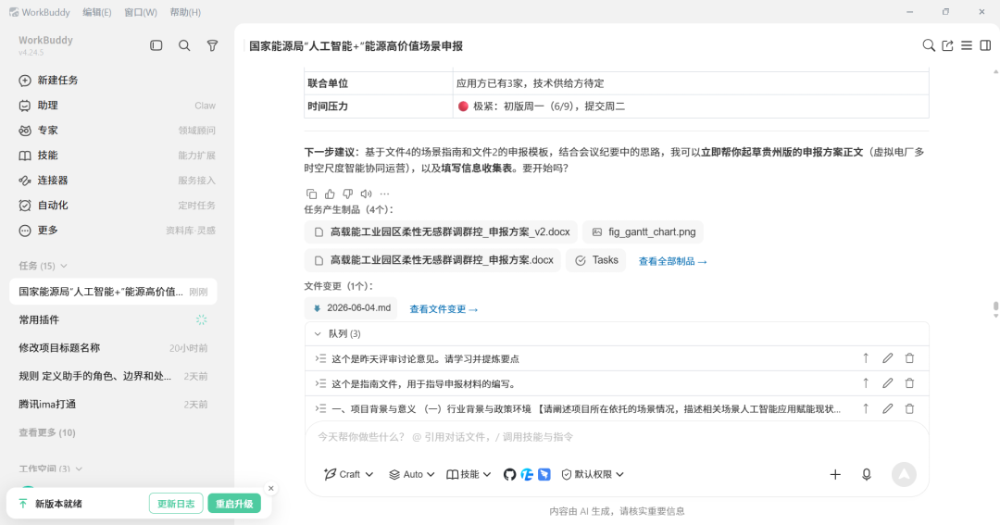 WorkBuddy 编辑(E) 窗口(W) 帮助(H)
WorkBuddy
v4.24.5
新建任务
助理 Claw
专家 领域顾问
技能 能力扩展
连接器 服务接入
自动化 定时任务
更多 资料库·灵感
任务 (15)
国家能源局“人工智能+”能源高价值... 刚刚
常用插件
修改项目标题名称 20小时前
规则 定义助手的角色、边界和处... 2天前
腾讯ima打通 2天前
查看更多 (10)
工作空间 (3)
新版本就绪 更新日志 重启升级
国家能源局“人工智能+”能源高价值场景申报
联合单位 应用方已有3家，技术供给方待定
时间压力 极紧：初版周一（6/9），提交周二
下一步建议：基于文件4的场景指南和文件2的申报模板，结合会议纪要中的思路，我可以立即帮你起草贵州版的申报方案正文（虚拟电厂多
时空尺度智能协同运营），以及填写信息收集表。要开始吗？
任务产生制品（4个）：
高载能工业园区柔性无感群调群控_申报方案_v2.docx fig_gantt_chart.png
高载能工业园区柔性无感群调群控_申报方案.docx Tasks 查看全部制品 →
文件变更（1个）：
2026-06-04.md 查看文件变更 →
队列 (3)
这个是昨天评审讨论意见。请学习并提炼要点
这个是指南文件，用于指导申报材料的编写。
一、项目背景与意义 （一）行业背景与政策环境 【请阐述项目所在依托的场景情况，描述相关场景人工智能应用赋能现状...
今天帮你做些什么？ @ 引用对话文件，/ 调用技能与指令
Craft Auto 技能 默认权限
内容由 AI 生成，请核实重要信息